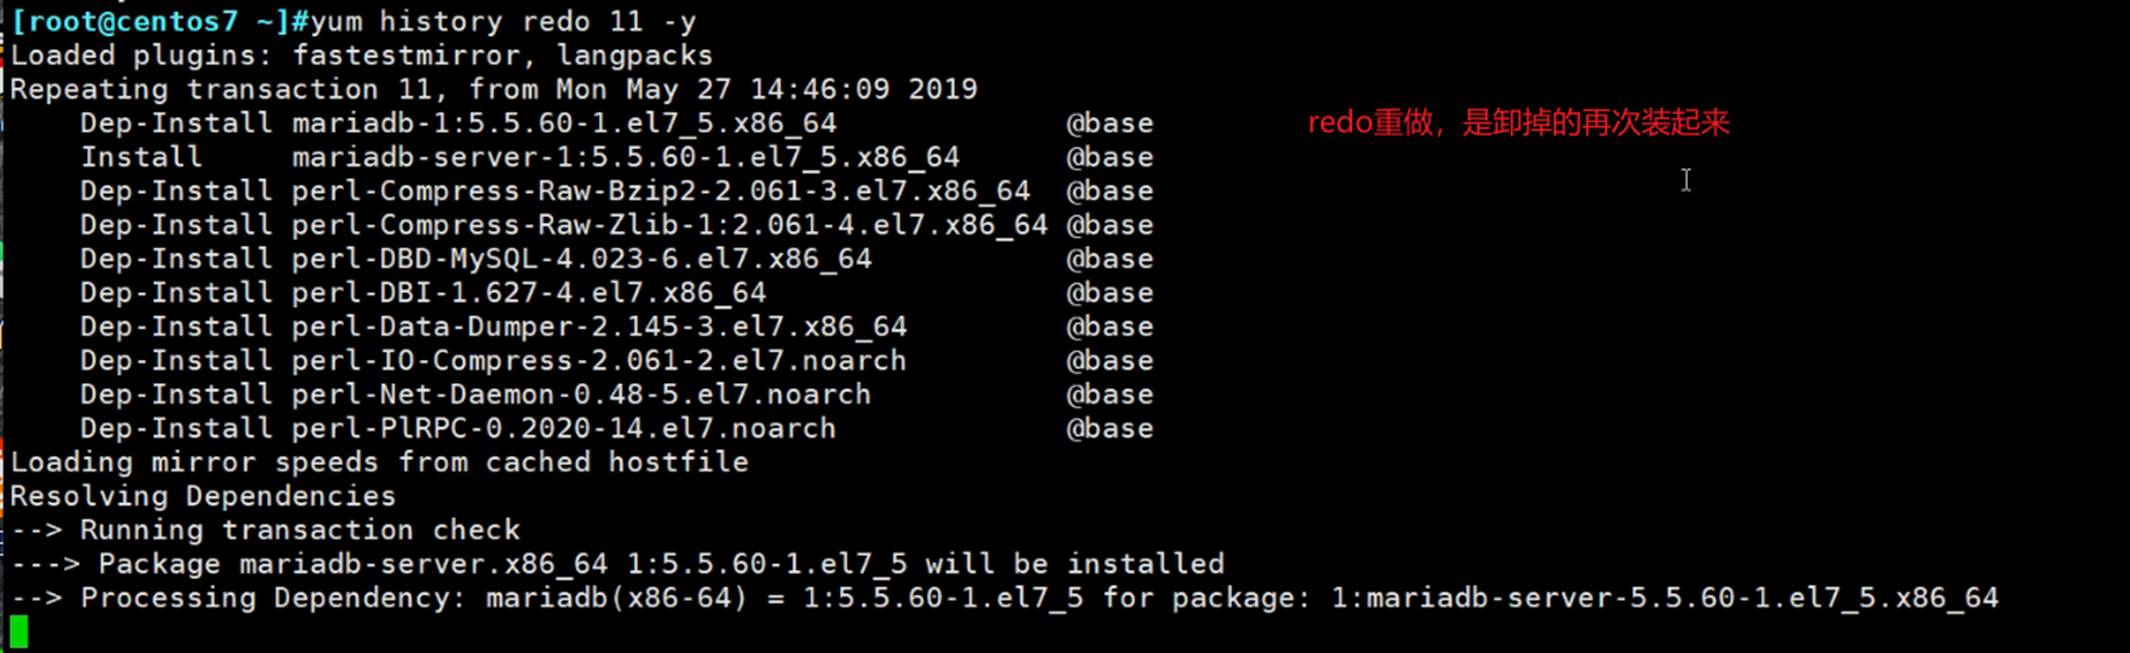 [root@centos7 ~]#yum history redo 11 -y
Loaded plugins: fastestmirror, langpacks
Repeating transaction 11, from Mon May 27 14:46:09 2019
    Dep-Install mariadb-1:5.5.60-1.el7_5.x86_64             @base    redo重做，是卸掉的再次装起来
    Install     mariadb-server-1:5.5.60-1.el7_5.x86_64      @base
    Dep-Install perl-Compress-Raw-Bzip2-2.061-3.el7.x86_64  @base
    Dep-Install perl-Compress-Raw-Zlib-1:2.061-4.el7.x86_64 @base
    Dep-Install perl-DBD-MySQL-4.023-6.el7.x86_64           @base
    Dep-Install perl-DBI-1.627-4.el7.x86_64                 @base
    Dep-Install perl-Data-Dumper-2.145-3.el7.x86_64         @base
    Dep-Install perl-IO-Compress-2.061-2.el7.noarch         @base
    Dep-Install perl-Net-Daemon-0.48-5.el7.noarch           @base
    Dep-Install perl-PlRPC-0.2020-14.el7.noarch             @base
Loading mirror speeds from cached hostfile
Resolving Dependencies
--> Running transaction check
---> Package mariadb-server.x86_64 1:5.5.60-1.el7_5 will be installed
--> Processing Dependency: mariadb(x86-64) = 1:5.5.60-1.el7_5 for package: 1:mariadb-server-5.5.60-1.el7_5.x86_64